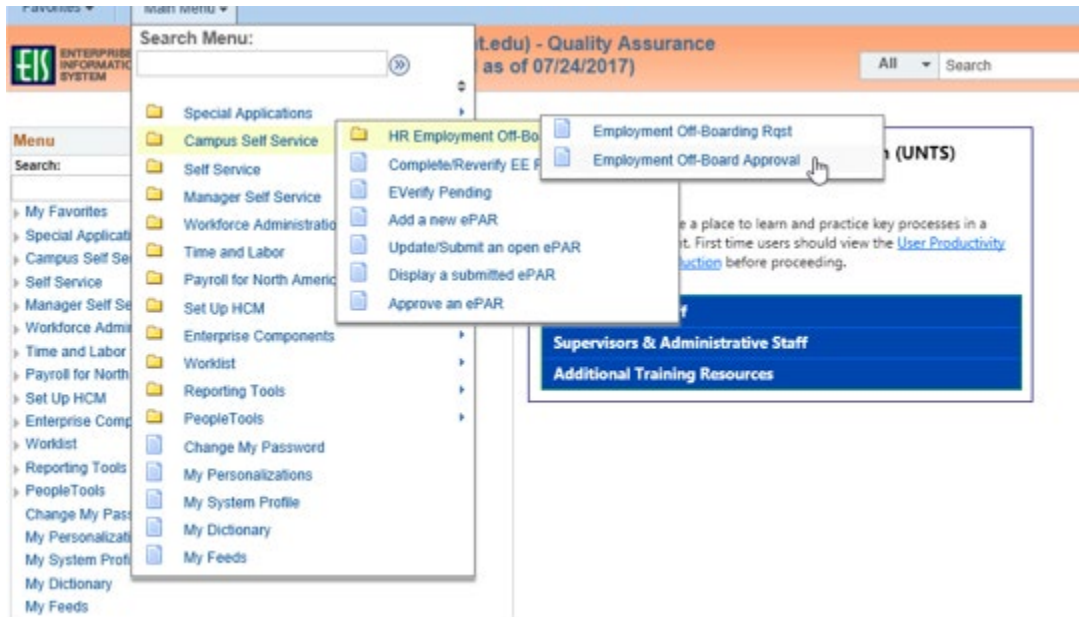 Favorites Main Menu
EIS ENTERPRISE
INFORMATIC
SYSTEM
t.edu) - Quality Assurance
as of 07/24/2017)
All Search
Search Menu:
Special Applications
Campus Self Service
Self Service
Manager Self Service
Workforce Administratio
Time and Labor
Payroll for North Americ
Set Up HCM
Enterprise Components
Worklist
Reporting Tools
PeopleTools
Change My Password
My Personalizations
My System Profile
My Dictionary
My Feeds
HR Employment Off-Bo
Complete/Reverify EE F
EVerify Pending
Add a new ePAR
Update/Submit an open ePAR
Display a submitted ePAR
Approve an ePAR
Employment Off-Boarding Rqst
Employment Off-Board Approval
Menu
Search:
My Favorites
Special Applicati
Campus Self Se
Self Service
Manager Self Se
Workforce Admin
Time and Labor
Payroll for North
Set Up HCM
Enterprise Comp
Worklist
Reporting Tools
PeopleTools
Change My Pass
My Personalizati
My System Profi
My Dictionary
My Feeds
(UNTS)
e a place to learn and practice key processes in a
t. First time users should view the User Productivity
uction before proceeding.
Supervisors & Administrative Staff
Additional Training Resources